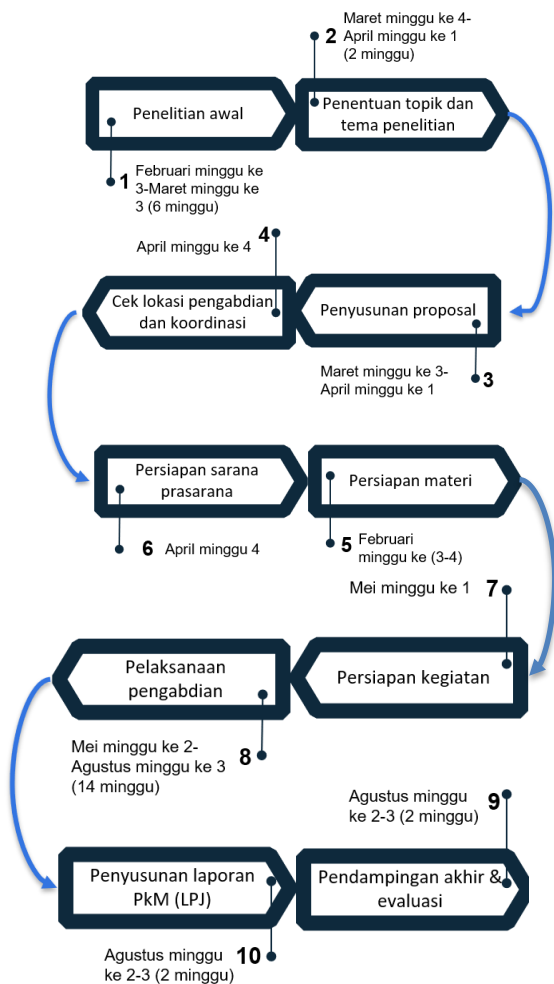 2 Maret minggu ke 4-
April minggu ke 1
(2 minggu)
Penelitian awal
Penentuan topik dan
tema penelitian
1 Februari minggu ke
3-Maret minggu ke
3 (6 minggu)
4
April minggu ke 4
Cek lokasi pengabdian
dan koordinasi
Penyusunan proposal
Maret minggu ke 3-
April minggu ke 1
3
Persiapan sarana
prasarana
Persiapan materi
6 April minggu 4
5 Februari
minggu ke (3-4)
Mei minggu ke 1 7
Pelaksanaan
pengabdian
Persiapan kegiatan
Mei minggu ke 2-
Agustus minggu ke 3
(14 minggu)
8
Agustus minggu
ke 2-3 (2 minggu)
9
Penyusunan laporan
PkM (LPJ)
Pendampingan akhir &
evaluasi
Agustus minggu
ke 2-3 (2 minggu)
10